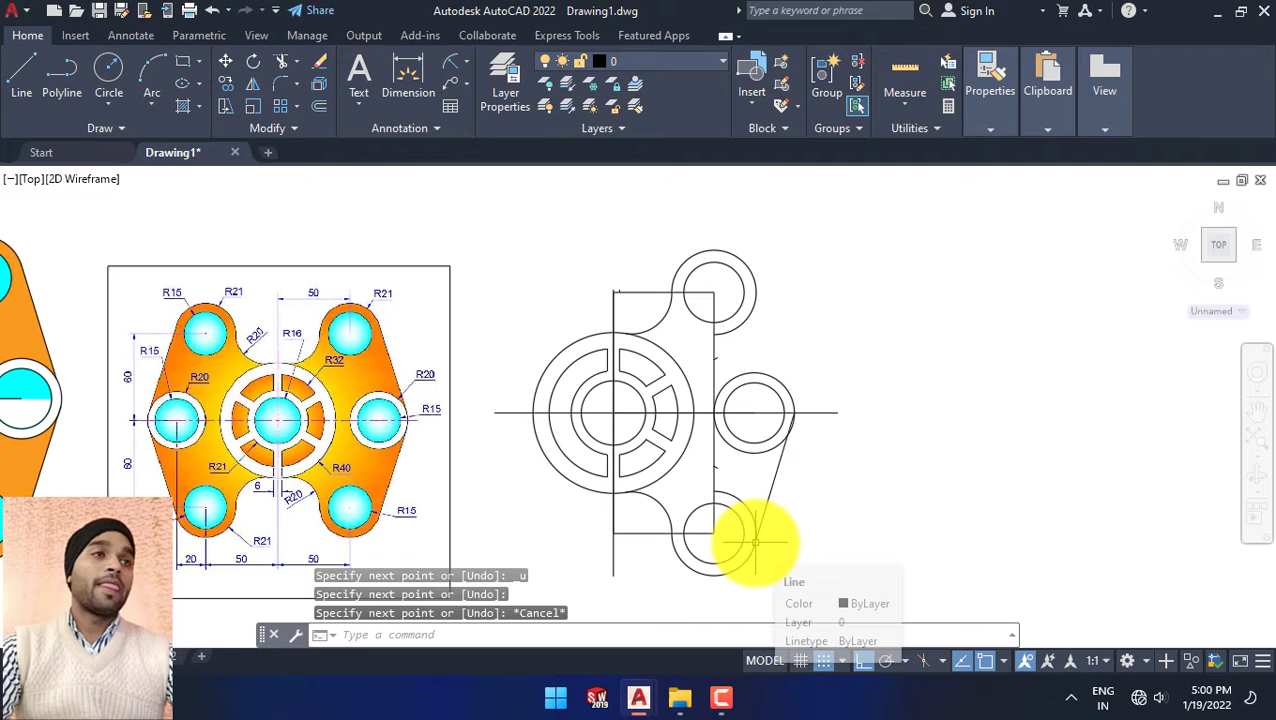 Share
Autodesk AutoCAD 2022 Drawing1.dwg
Type a keyword or phrase
Sign In
Home Insert Annotate Parametric View Manage Output Add-ins Collaborate Express Tools Featured Apps
Line Polyline Circle Arc
Text Dimension
Layer Properties
0
Insert
Group
Measure
Properties
Clipboard
View
Draw Modify Annotation Layers Block Groups Utilities
Start Drawing1*
[−][Top][2D Wireframe]
N
W TOP E
S
Unnamed
R15 R21 50 R21
R20 R16
R15 R32
60 R20 R20
R15
R21 R40
60
6 R20
R15
R21
20 50 50
Specify next point or [Undo]: _u
Specify next point or [Undo]:
Specify next point or [Undo]: *Cancel*
Type a command
Line
Color ByLayer
Layer 0
Linetype ByLayer
MODEL 1:1
SW 2019
A
C
ENG
IN
5:00 PM
1/19/2022